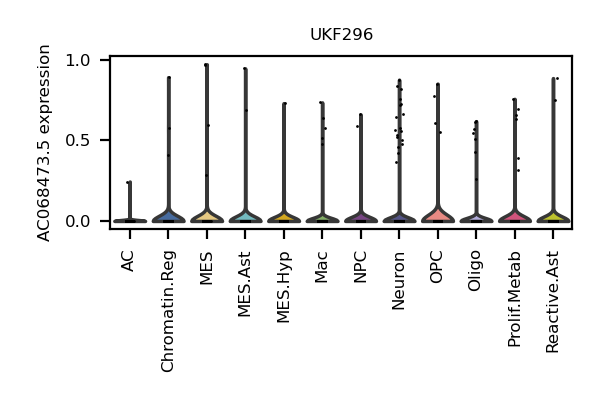 UKF296
AC068473.5 expression
1.0
0.5
0.0
AC
Chromatin.Reg
MES
MES.Ast
MES.Hyp
Mac
NPC
Neuron
OPC
Oligo
Prolif.Metab
Reactive.Ast